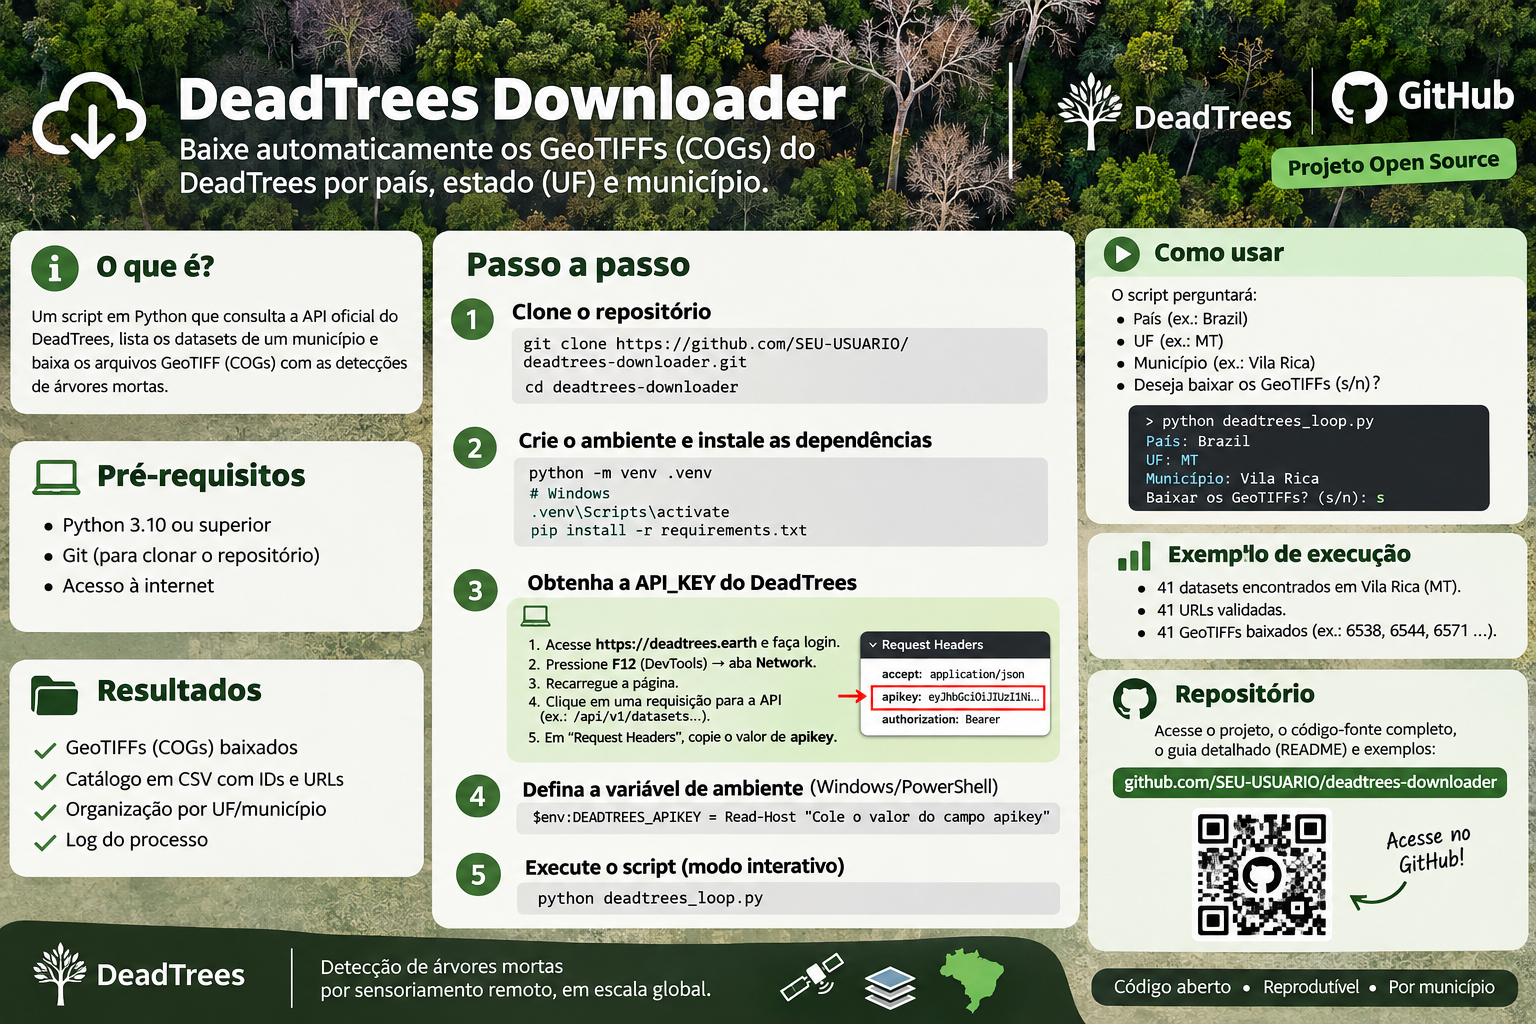 DeadTrees Downloader
Baixe automaticamente os GeoTIFFs (COGs) do
DeadTrees por país, estado (UF) e município.
DeadTrees
GitHub
Projeto Open Source
O que é?
Um script em Python que consulta a API oficial do
DeadTrees, lista os datasets de um município e
baixa os arquivos GeoTIFF (COGs) com as detecções
de árvores mortas.
Pré-requisitos
• Python 3.10 ou superior
• Git (para clonar o repositório)
• Acesso à internet
Resultados
GeoTIFFs (COGs) baixados
Catálogo em CSV com IDs e URLs
Organização por UF/município
Log do processo
Passo a passo
1
Clone o repositório
git clone https://github.com/SEU-USUARIO/
deadtrees-downloader.git
cd deadtrees-downloader
2
Crie o ambiente e instale as dependências
python -m venv .venv
# Windows
.venv\Scripts\activate
pip install -r requirements.txt
3
Obtenha a API_KEY do DeadTrees
1. Acesse https://deadtrees.earth e faça login.
2. Pressione F12 (DevTools) → aba Network.
3. Recarregue a página.
4. Clique em uma requisição para a API
(ex.: /api/v1/datasets...).
5. Em “Request Headers”, copie o valor de apikey.
Request Headers
accept: application/json
apikey: eyJhbGciOiJIUzI1Ni...
authorization: Bearer
4
Defina a variável de ambiente (Windows/PowerShell)
$env:DEADTREES_APIKEY = Read-Host "Cole o valor do campo apikey"
5
Execute o script (modo interativo)
python deadtrees_loop.py
Como usar
O script perguntará:
• País (ex.: Brazil)
• UF (ex.: MT)
• Município (ex.: Vila Rica)
• Deseja baixar os GeoTIFFs (s/n)?
> python deadtrees_loop.py
País: Brazil
UF: MT
Município: Vila Rica
Baixar os GeoTIFFs? (s/n): s
Exemplo de execução
• 41 datasets encontrados em Vila Rica (MT).
• 41 URLs validadas.
• 41 GeoTIFFs baixados (ex.: 6538, 6544, 6571 ...).
Repositório
Acesse o projeto, o código-fonte completo,
o guia detalhado (README) e exemplos:
github.com/SEU-USUARIO/deadtrees-downloader
Acesse no
GitHub!
DeadTrees
Detecção de árvores mortas
por sensoriamento remoto, em escala global.
Código aberto • Reprodutível • Por município